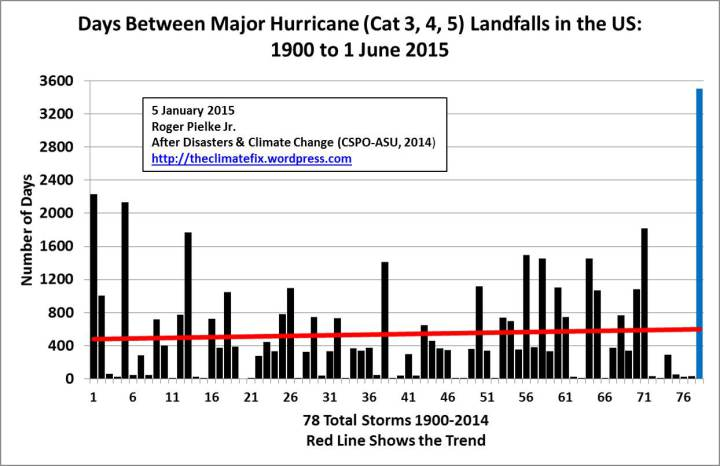 Days Between Major Hurricane (Cat 3, 4, 5) Landfalls in the US:
1900 to 1 June 2015
5 January 2015
Roger Pielke Jr.
After Disasters & Climate Change (CSPO-ASU, 2014)
http://theclimatefix.wordpress.com
Number of Days
3600
3200
2800
2400
2000
1600
1200
800
400
0
1 6 11 16 21 26 31 36 41 46 51 56 61 66 71 76
78 Total Storms 1900-2014
Red Line Shows the Trend